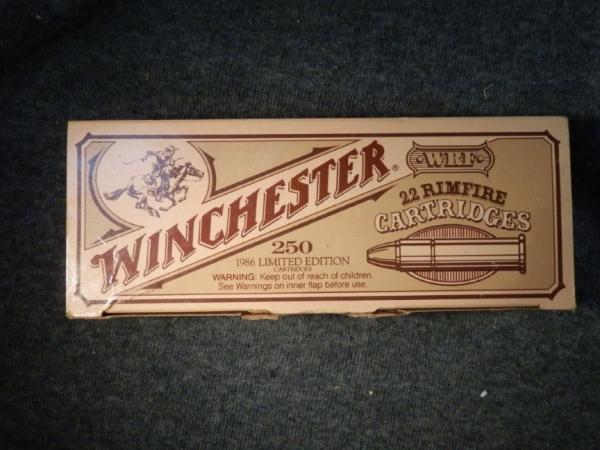 WINCHESTER®
WRF
22 RIMFIRE
CARTRIDGES
250
1986 LIMITED EDITION
CARTRIDGES
WARNING: Keep out of reach of children.
See Warnings on inner flap before use.